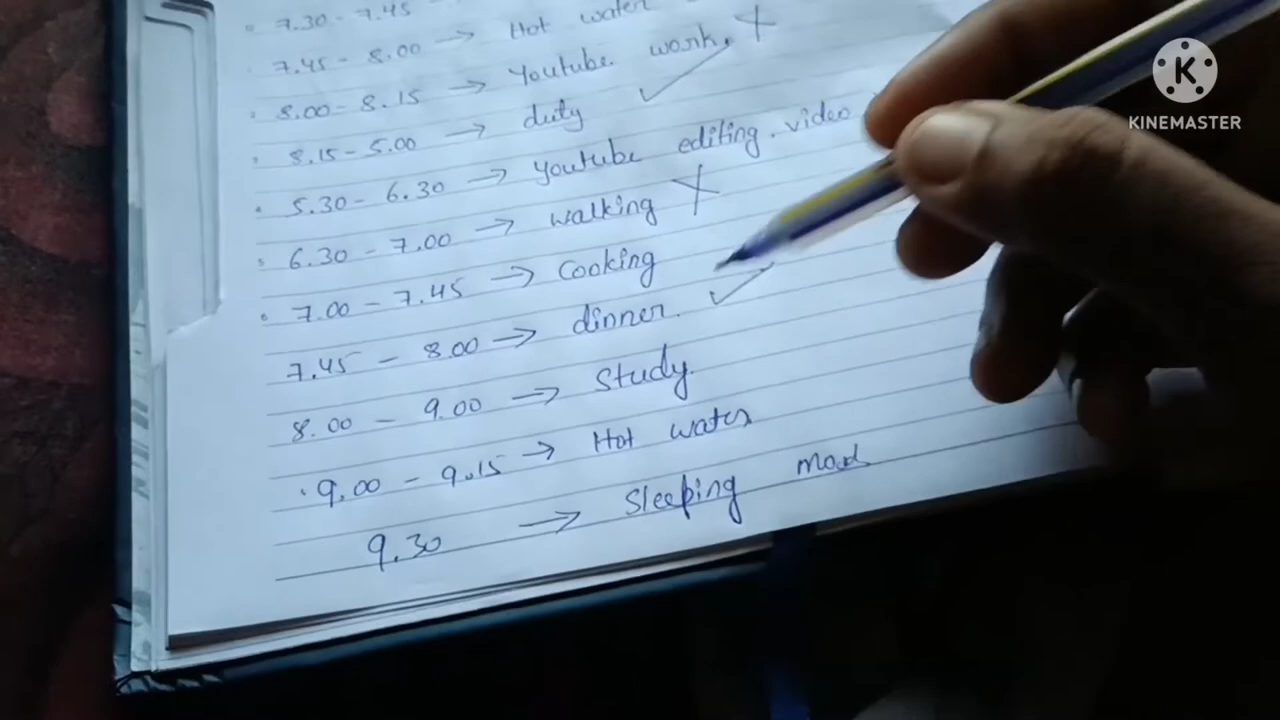 7.30 - 7.45
7.45 - 8.00 → Hot water
8.00 - 8.15 → Youtube work. X
8.15 - 5.00 → duty ✓
5.30 - 6.30 → Youtube editing. video
6.30 - 7.00 → walking X
7.00 - 7.45 → Cooking
7.45 - 8.00 → dinner. ✓
8.00 - 9.00 → Study.
9.00 - 9.15 → Hot water
9.30 → Sleeping mod
K
KINEMASTER